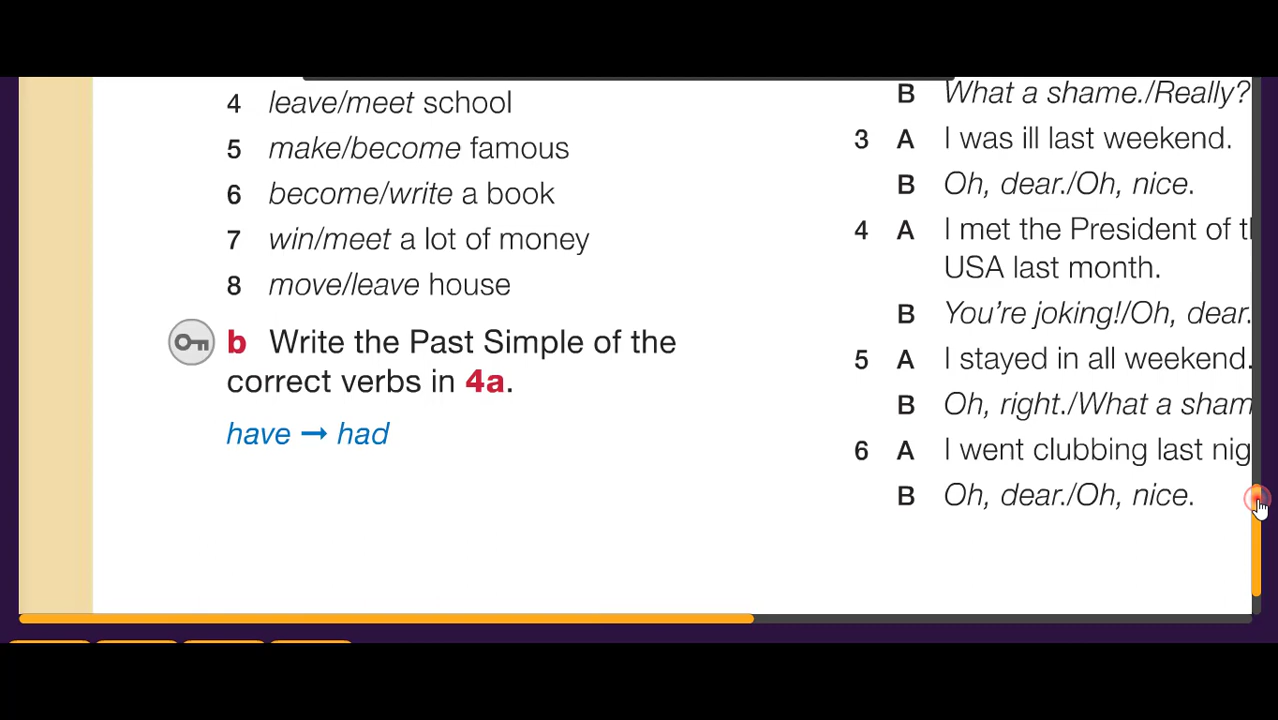 4 leave/meet school
5 make/become famous
6 become/write a book
7 win/meet a lot of money
8 move/leave house
b Write the Past Simple of the
correct verbs in 4a.
have → had
B What a shame./Really?
3 A I was ill last weekend.
B Oh, dear./Oh, nice.
4 A I met the President of
USA last month.
B You're joking!/Oh, dear.
5 A I stayed in all weekend.
B Oh, right./What a sham
6 A I went clubbing last nig
B Oh, dear./Oh, nice.